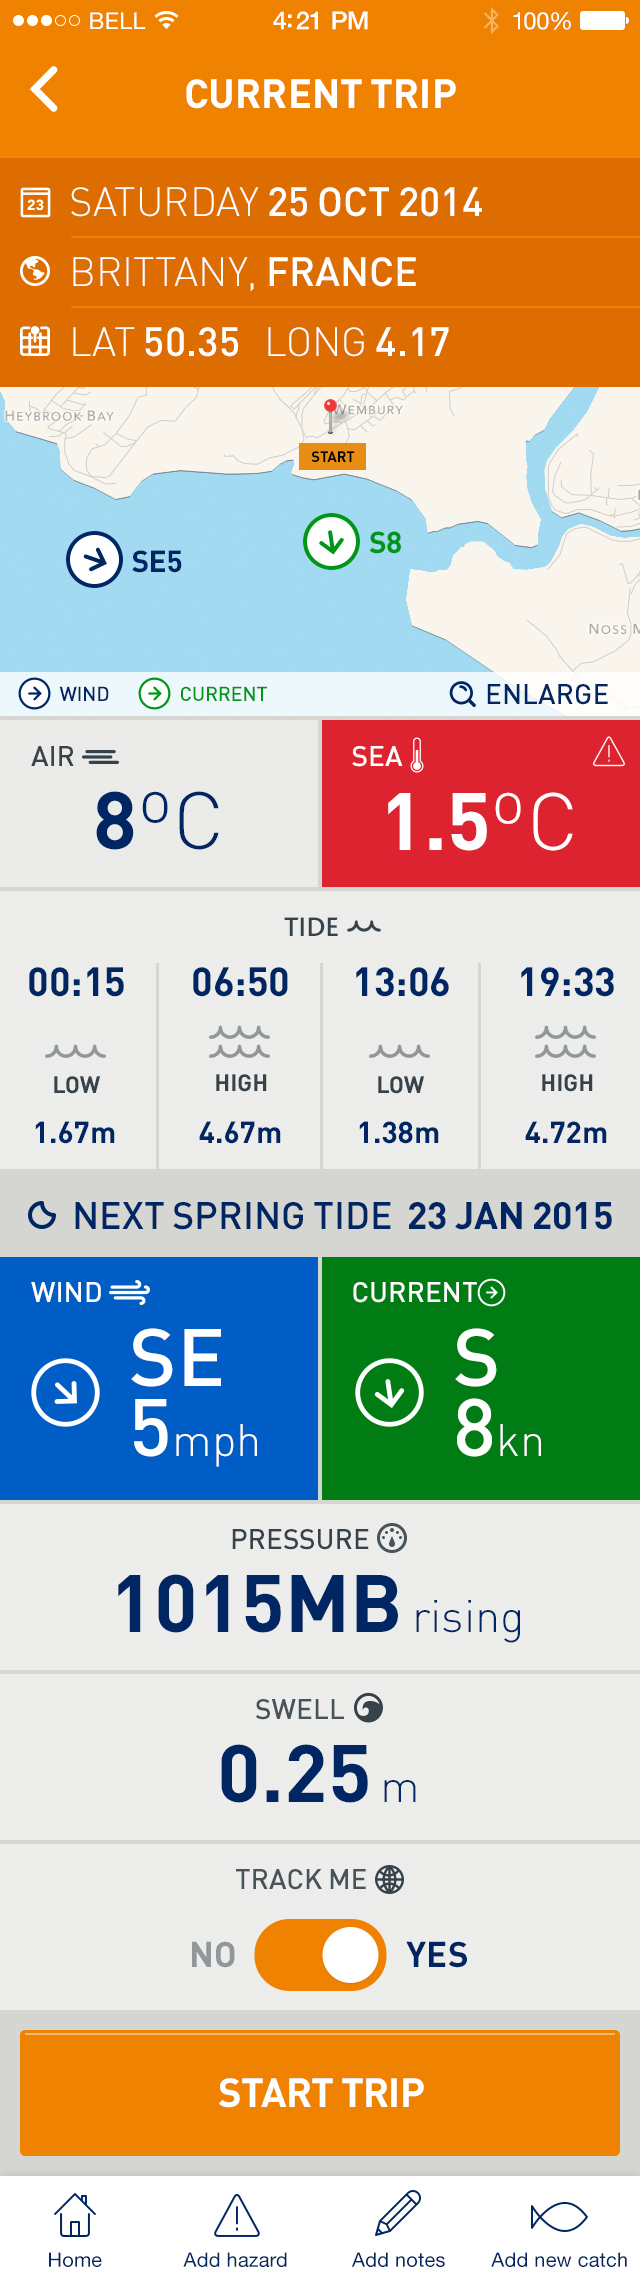 BELL 4:21 PM 100%
CURRENT TRIP
23 SATURDAY 25 OCT 2014
BRITTANY, FRANCE
LAT 50.35 LONG 4.17
HEYBROOK BAY
WEMBURY
START
SE5
S8
NOSS M
WIND CURRENT ENLARGE
AIR
8°C
SEA
1.5°C
TIDE
00:15 06:50 13:06 19:33
LOW HIGH LOW HIGH
1.67m 4.67m 1.38m 4.72m
NEXT SPRING TIDE 23 JAN 2015
WIND
SE
5mph
CURRENT
S
8kn
PRESSURE
1015MB rising
SWELL
0.25 m
TRACK ME
NO YES
START TRIP
Home Add hazard Add notes Add new catch